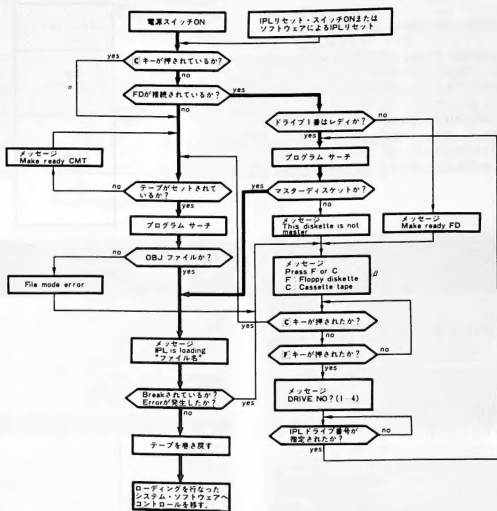 電源スイッチON
IPLリセット・スイッチONまたは
ソフトウェアによるIPLリセット
yes
Cキーが押されているか?
no
FDが接続されているか?
yes
no
ドライブ1番はレディか?
yes
no
メッセージ
Make ready CMT
プログラム サーチ
no
テープがセットされて
いるか?
yes
yes
マスターディスケットか?
no
プログラム サーチ
メッセージ
This diskette is not
master
メッセージ
Make ready FD
no
OBJ ファイルか?
yes
メッセージ
Press F or C
F : Floppy diskette
C : Cassette tape
File mode error
yes
Cキーが押されたか?
no
メッセージ
IPL is loading
"ファイル名"
Fキーが押されたか?
no
yes
Breakされているか?
Errorが発生したか?
yes
no
メッセージ
DRIVE NO?(1-4)
テープを巻き戻す
IPLドライブ番号が
指定されたか?
no
yes
ローディングを行なった
システム・ソフトウェアへ
コントロールを移す.